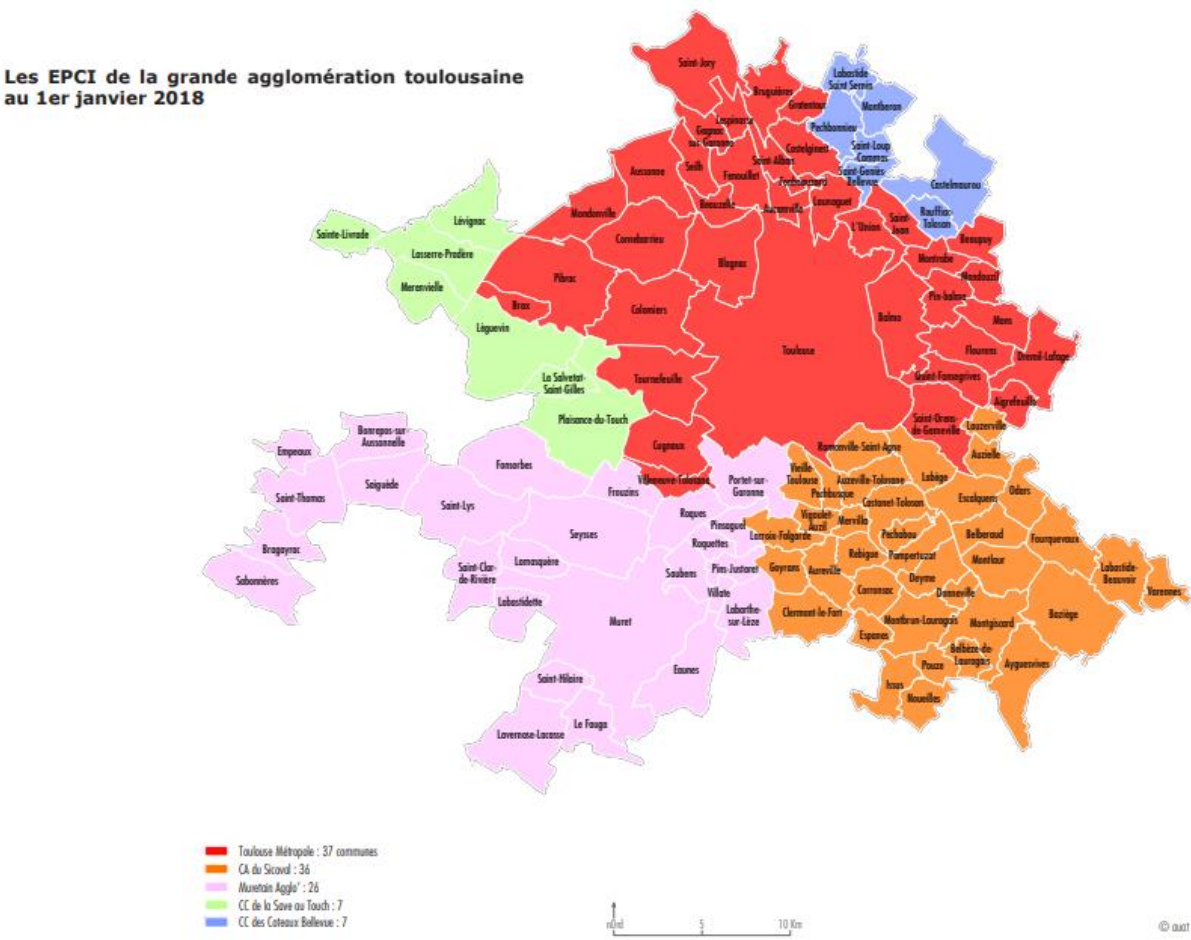 Les EPCI de la grande agglomération toulousaine
au 1er janvier 2018
Saint-Jory
Bruguières
Gratentour
Labastide
Saint Sernin
Montberon
Lespinasse
Pechbonnieu
Gagnac
sur-Garonne
Castelginest
Saint-Loup
Cammas
Saint-Alban
Aussonne
Seilh
Fenouillet
Fonbeauzard
Saint-Geniès
Bellevue
Castelmaurou
Launaguet
Beauzelle
Aucamville
Mondonville
Lévignac
Rouffiac-
Tolosan
Saint-
Jean
L'Union
Sainte-Livrade
Cornebarrieu
Beaupuy
Lasserre-Pradère
Blagnac
Montrabe
Mondouzil
Pibrac
Merenvielle
Pin-balma
Brax
Colomiers
Balma
Mons
Léguevin
Toulouse
Flourens
Dremil-Lafage
La Salvetat-
Saint-Gilles
Tournefeuille
Quint-Fonsegrives
Aigrefeuille
Plaisance-du-Touch
Saint-Orens
de-Gameville
Lauzerville
Bonrepos-sur
Aussonnelle
Cugnaux
Ramonville-Saint-Agne
Empeaux
Auzielle
Fonsorbes
Vieille
Toulouse
Villeneuve-Tolosane
Portet-sur-
Garonne
Auzeville-Tolosane
Labège
Saiguède
Frouzins
Pechbusque
Odars
Saint-Thomas
Escalquens
Saint-Lys
Castanet-Tolosan
Roques
Vigoulet-
Auzil
Mervilla
Pinsaguel
Seysses
Lacroix-Falgarde
Pechabou
Belberaud
Fourquevaux
Roquettes
Bragayrac
Rebigue
Pompertuzat
Lamasquère
Montlaur
Saint-Clar
de-Rivière
Saubens
Pins-Justaret
Goyrans
Aureville
Labastide-
Beauvoir
Deyme
Sabonnères
Corronsac
Donneville
Varennes
Villate
Labastidette
Labarthe-
sur-Lèze
Clermont-le-Fort
Baziège
Muret
Montbrun-Lauragais
Montgiscard
Espanes
Belbèze-de-
Lauragais
Pouze
Ayguesvives
Eaunes
Saint-Hilaire
Issus
Noueilles
Le Fauga
Lavernose-Lacasse
Toulouse Métropole : 37 communes
CA du Sicoval : 36
Muretain Agglo' : 26
CC de la Save au Touch : 7
CC des Coteaux Bellevue : 7
5
10 Km
© auat